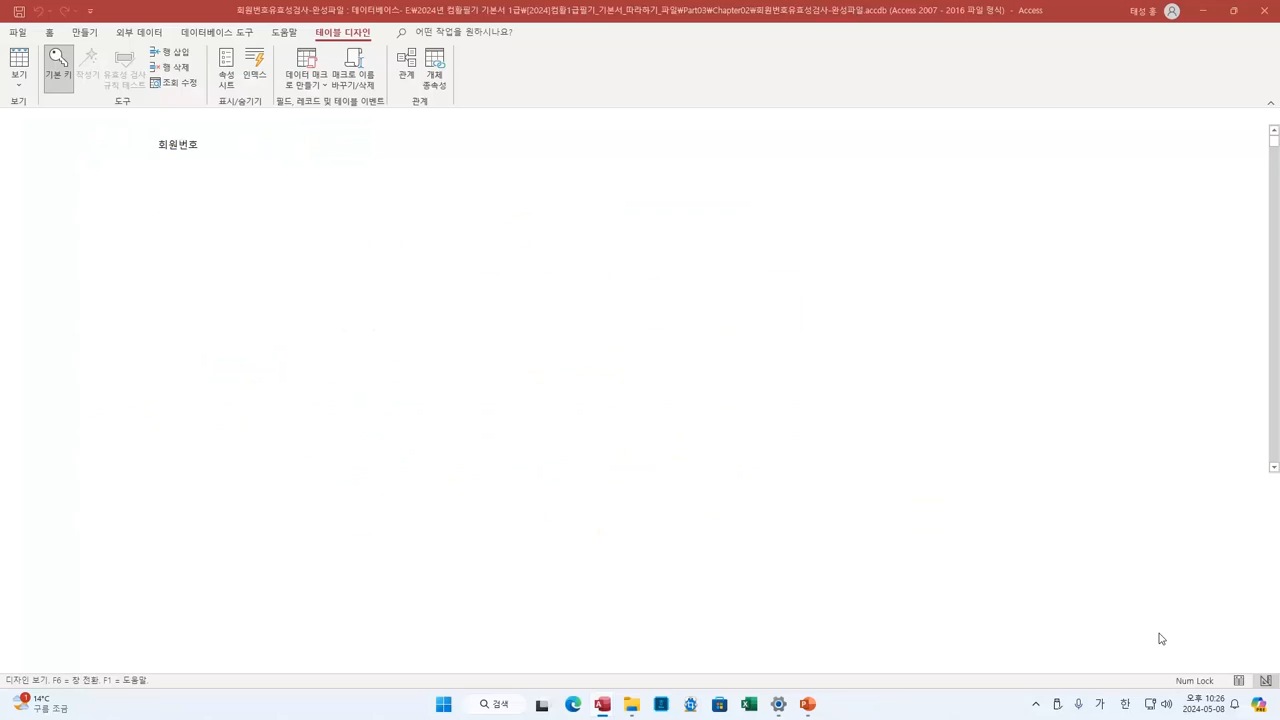 회원번호유효성검사-완성파일 : 데이터베이스- E:₩2024년 컴활필기 기본서 1급₩[2024]컴활1급필기_기본서_따라하기_파일₩Part03₩Chapter02₩회원번호유효성검사-완성파일.accdb (Access 2007 - 2016 파일 형식) - Access
태성 홍
파일 홈 만들기 외부 데이터 데이터베이스 도구 도움말 테이블 디자인 어떤 작업을 원하시나요?
보기
기본 키
작성기
유효성 검사
규칙 테스트
행 삽입
행 삭제
조회 수정
속성
시트
인덱스
데이터 매크
로 만들기
매크로 이름
바꾸기/삭제
관계
개체
종속성
보기 도구 표시/숨기기 필드, 레코드 및 테이블 이벤트 관계
회원번호
디자인 보기. F6 = 창 전환. F1 = 도움말.
Num Lock
1
14°C
구름 조금
검색
가
한
오후 10:26
2024-05-08